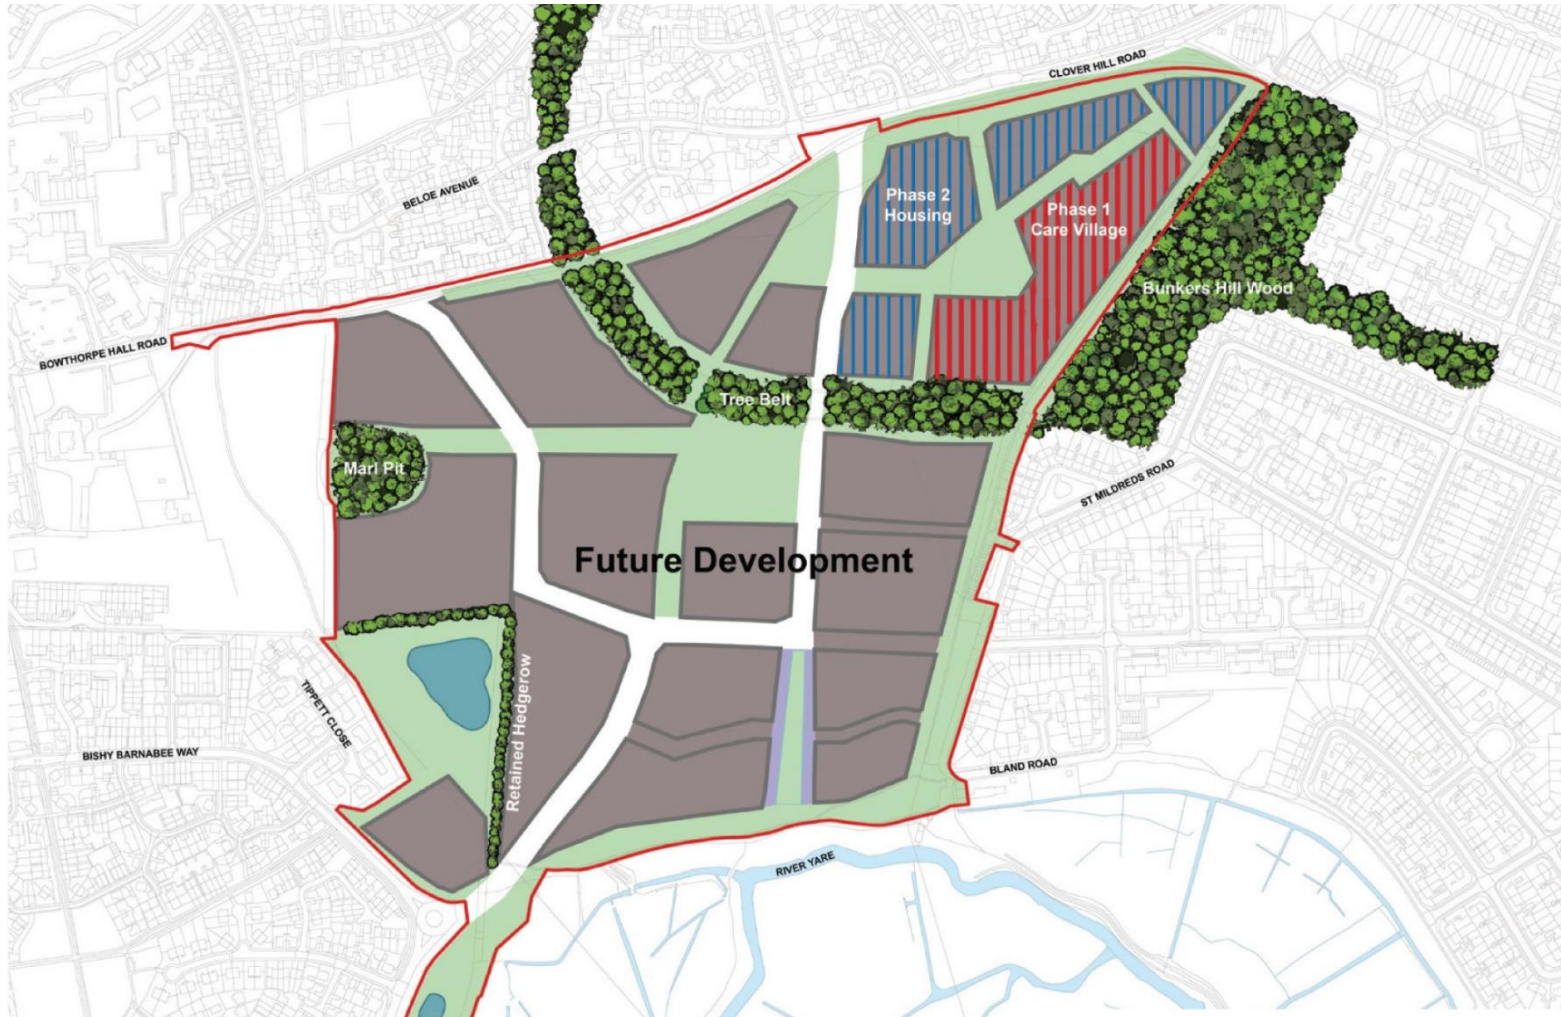 CLOVER HILL ROAD
BELOE AVENUE
Phase 2
Housing
Phase 1
Care Village
Bunkers Hill Wood
BOWTHORPE HALL ROAD
Tree Belt
Marl Pit
ST MILDREDS ROAD
Future Development
Retained Hedgerow
TIPPETT CLOSE
BISHY BARNABEE WAY
BLAND ROAD
RIVER YARE